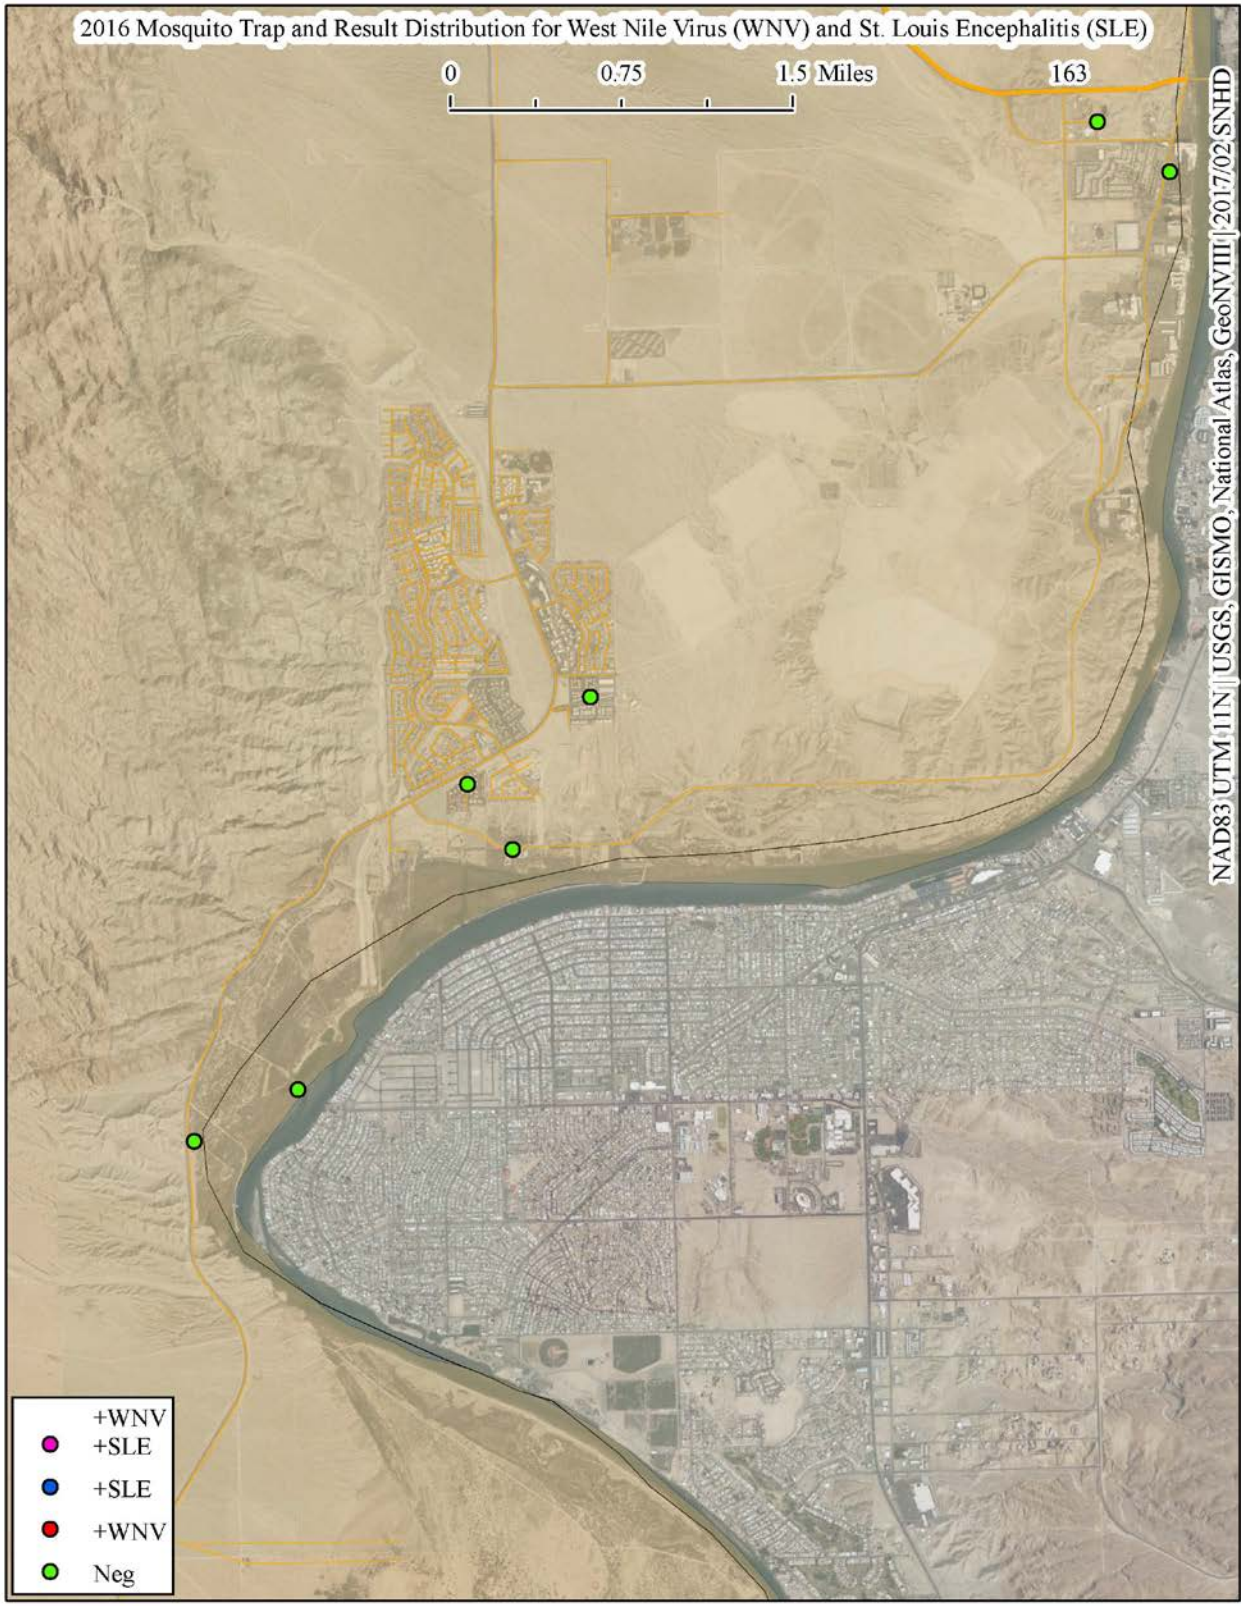 2016 Mosquito Trap and Result Distribution for West Nile Virus (WNV) and St. Louis Encephalitis (SLE)
0 0.75 1.5 Miles
163
NAD83 UTM 11N | USGS, GISMO, National Atlas, GeoNVIII | 2017/02 SNHD
+WNV
+SLE
+SLE
+WNV
Neg